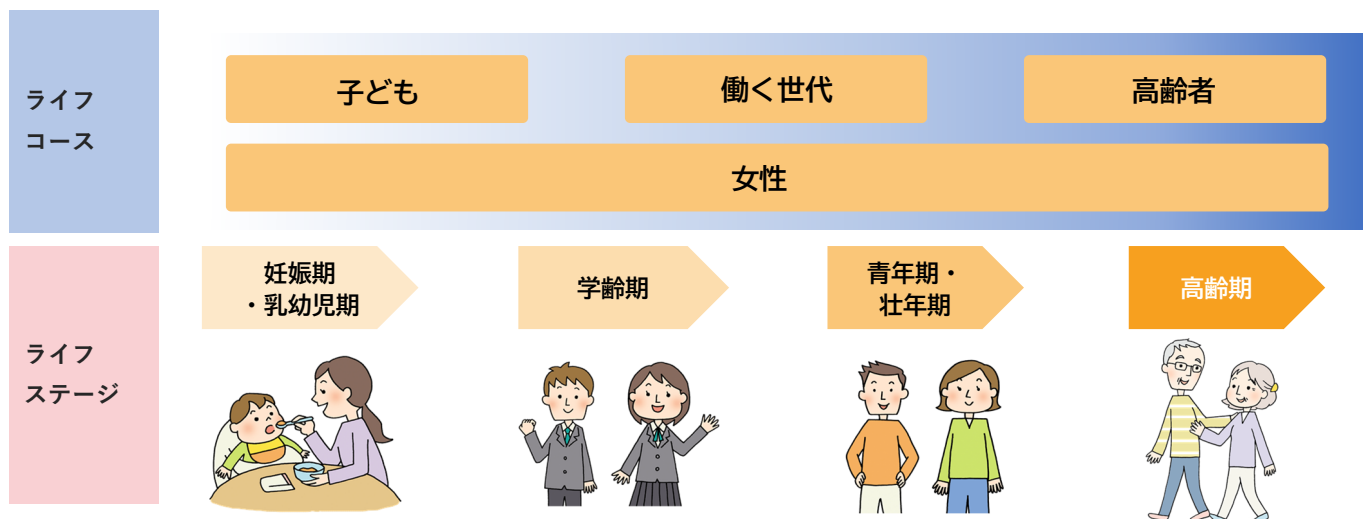 ライフ
コース
子ども
働く世代
高齢者
女性
ライフ
ステージ
妊娠期
・乳幼児期
学齢期
青年期・
壮年期
高齢期